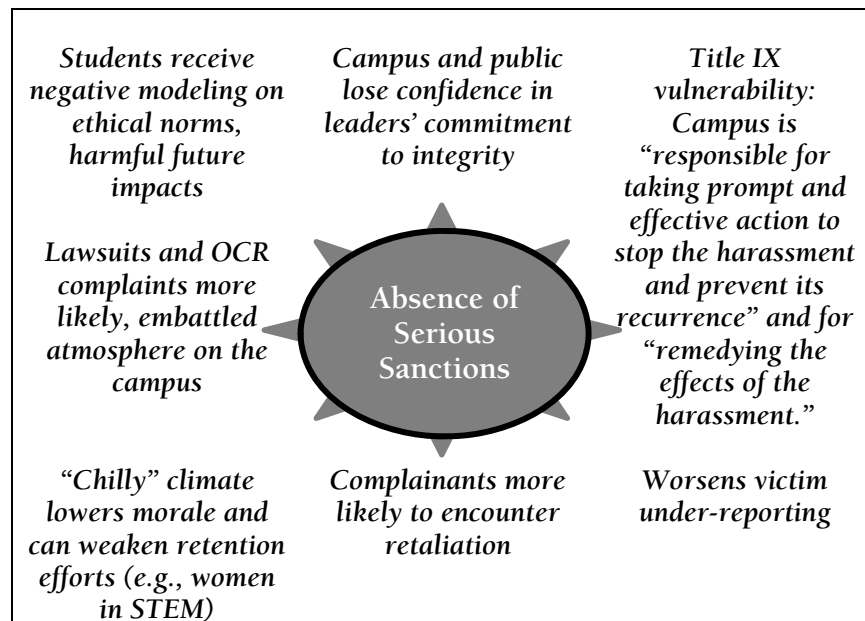 Students receive
negative modeling on
ethical norms,
harmful future
impacts
Campus and public
lose confidence in
leaders’ commitment
to integrity
Title IX
vulnerability:
Campus is
“responsible for
taking prompt and
effective action to
stop the harassment
and prevent its
recurrence” and for
“remedying the
effects of the
harassment.”
Lawsuits and OCR
complaints more
likely, embattled
atmosphere on the
campus
Absence of
Serious
Sanctions
“Chilly” climate
lowers morale and
can weaken retention
efforts (e.g., women
in STEM)
Complainants more
likely to encounter
retaliation
Worsens victim
under-reporting